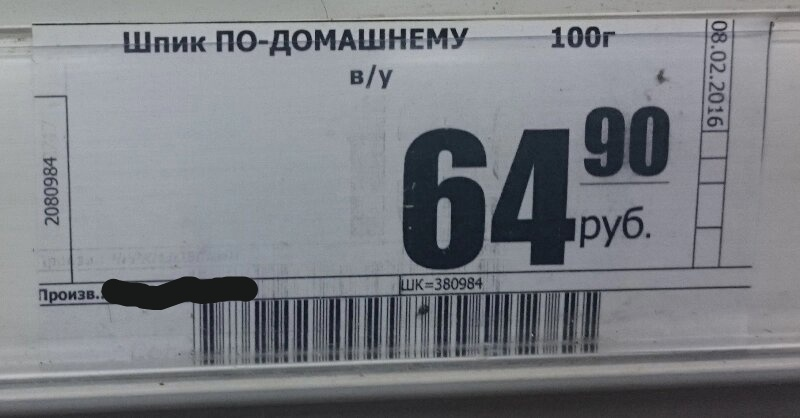 Шпик ПО-ДОМАШНЕМУ 100г
в/у
08.02.2016
2080984
64 90
руб.
Произв.:
ШК=380984